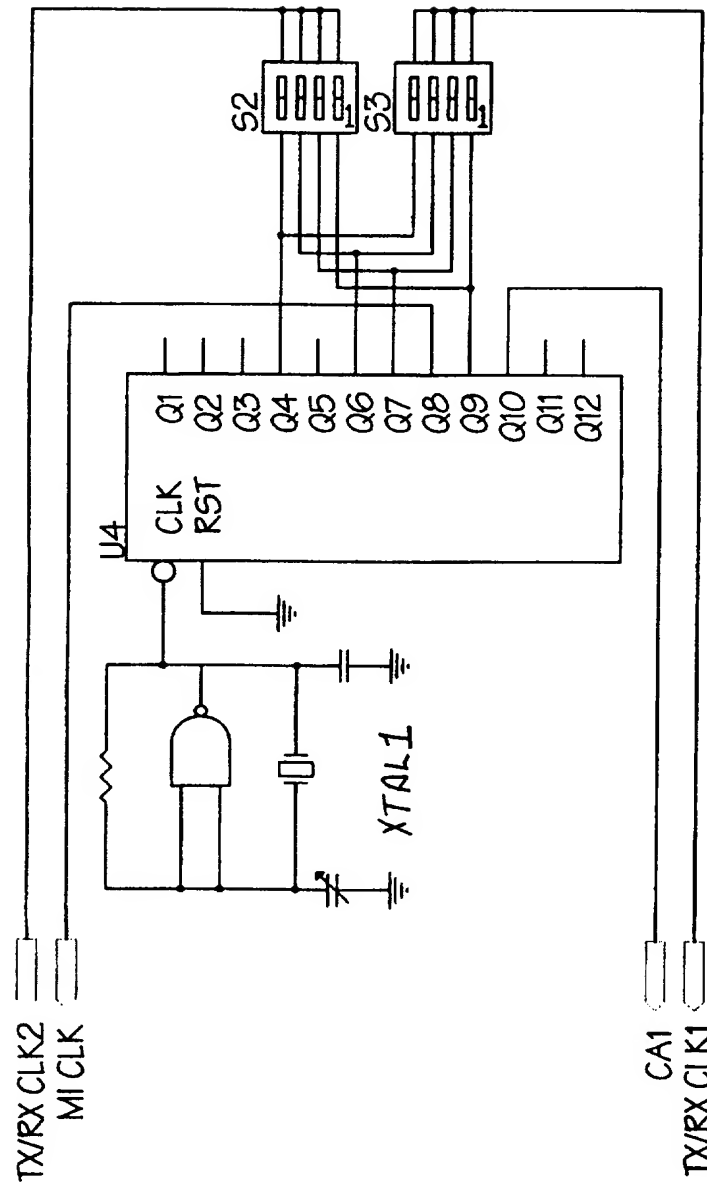 TX/RX CLK2
MI CLK
U4
CLK
RST
Q1
Q2
Q3
Q4
Q5
Q6
Q7
Q8
Q9
Q10
Q11
Q12
S2
1
S3
1
XTAL1
CA1
TX/RX CLK1